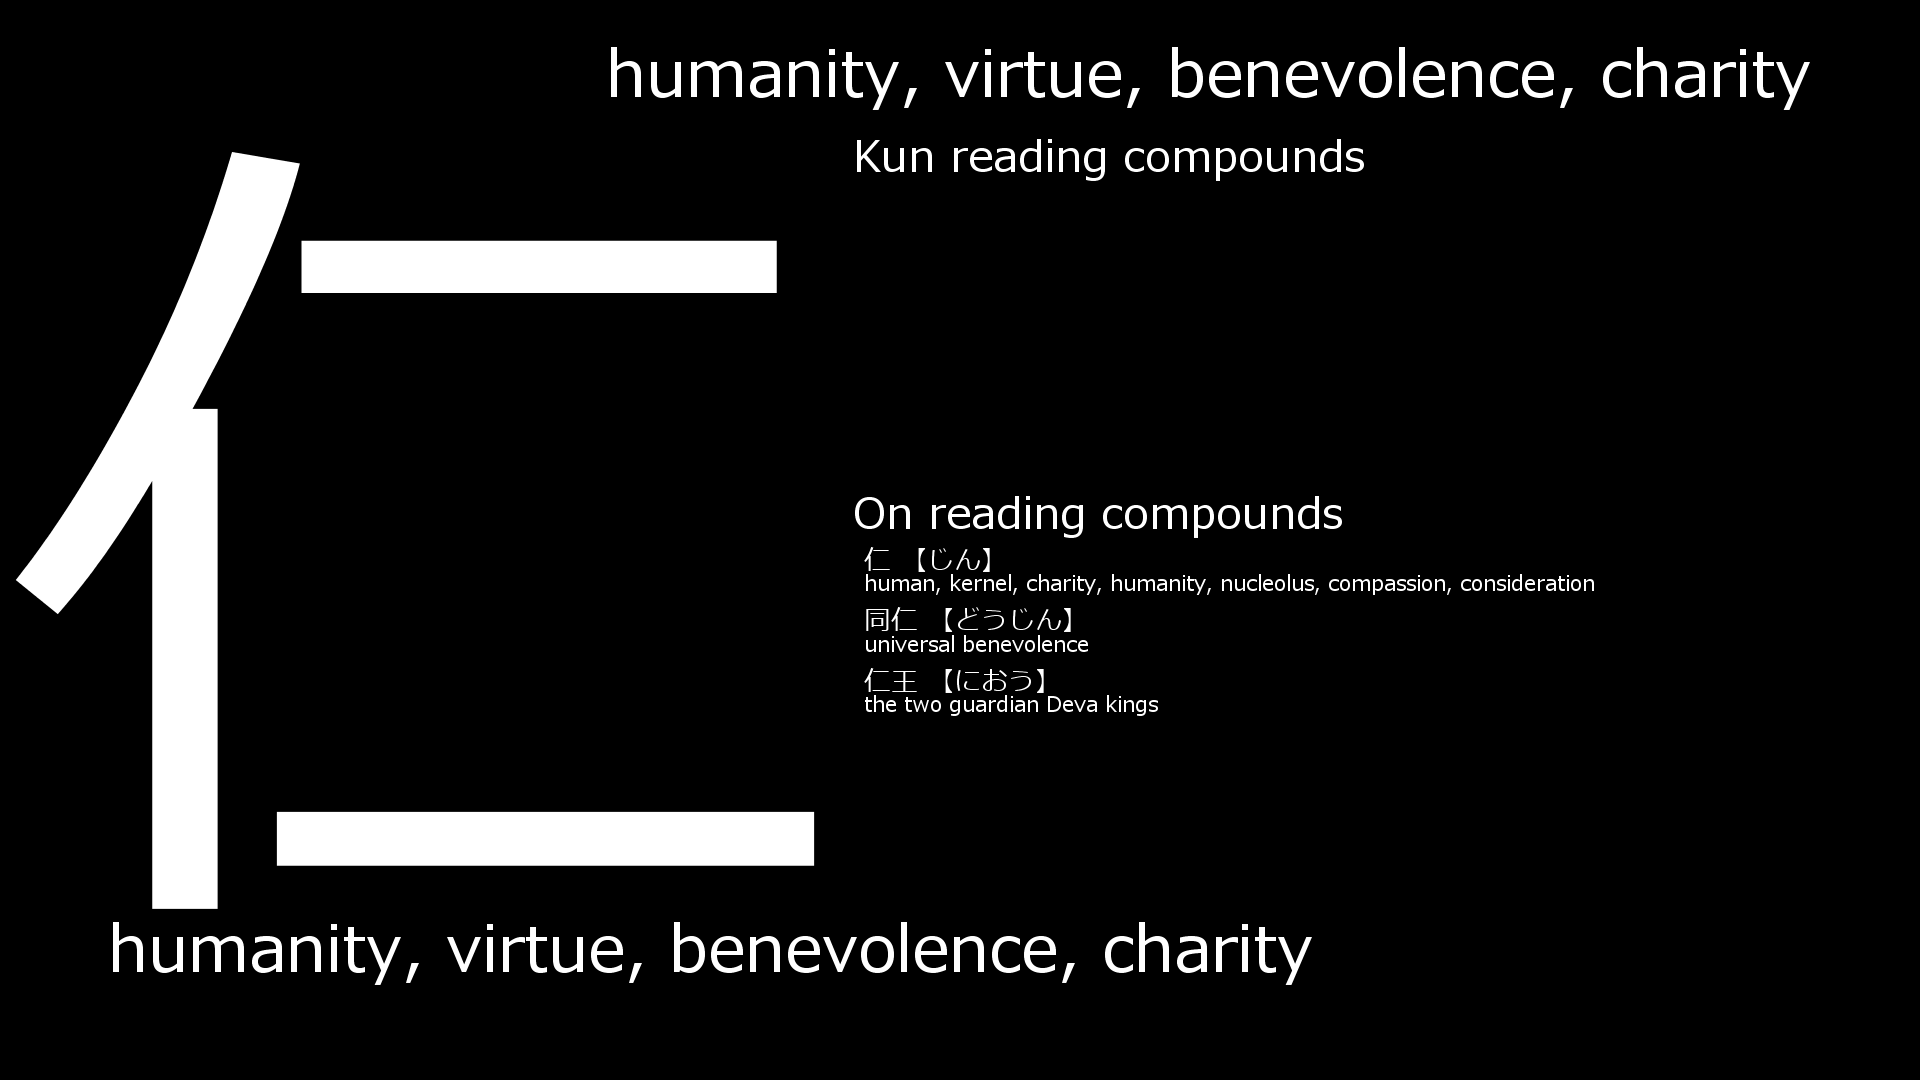 humanity, virtue, benevolence, charity
Kun reading compounds
仁
On reading compounds
仁 【じん】
human, kernel, charity, humanity, nucleolus, compassion, consideration
同仁 【どうじん】
universal benevolence
仁王 【におう】
the two guardian Deva kings
humanity, virtue, benevolence, charity